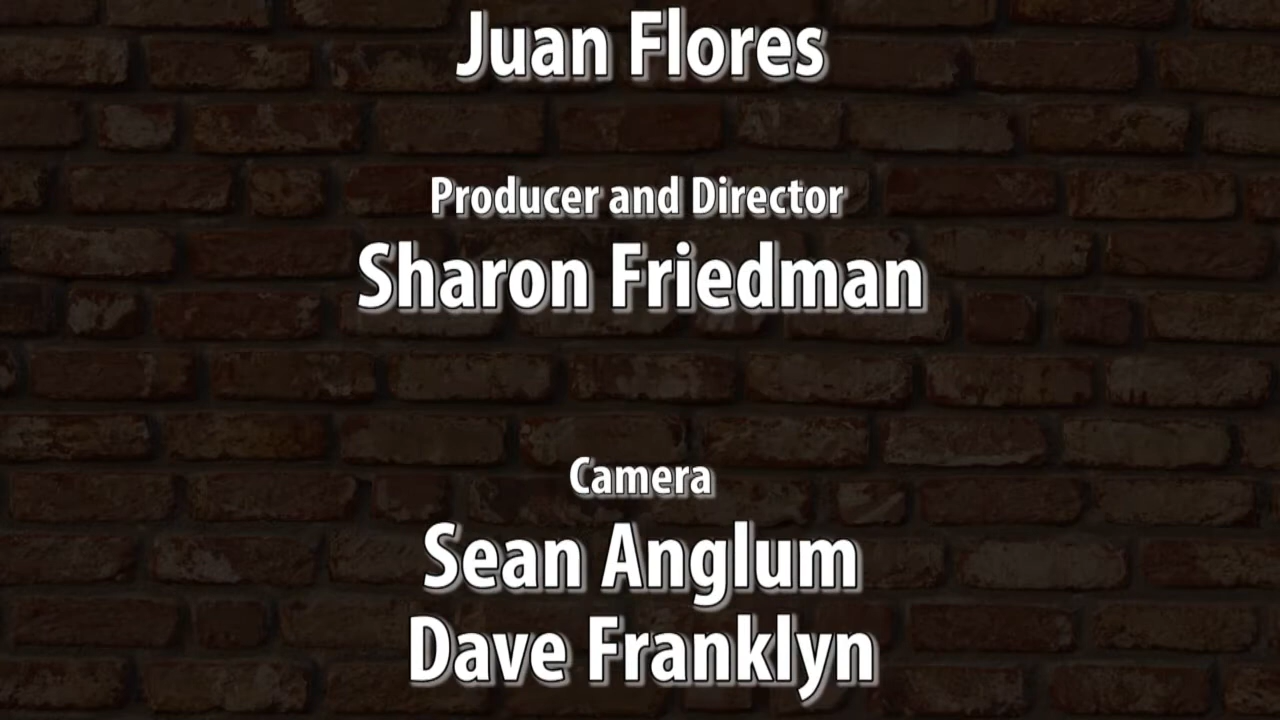 Juan Flores
Producer and Director
Sharon Friedman
Camera
Sean Anglum
Dave Franklyn